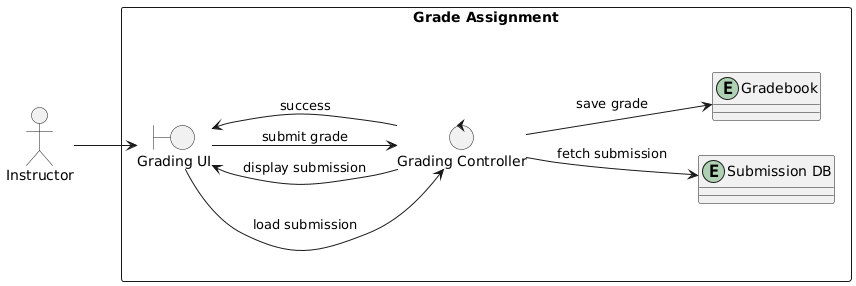 Grade Assignment
E Gradebook
save grade
success
submit grade
Instructor
Grading UI
Grading Controller
fetch submission
display submission
E Submission DB
load submission